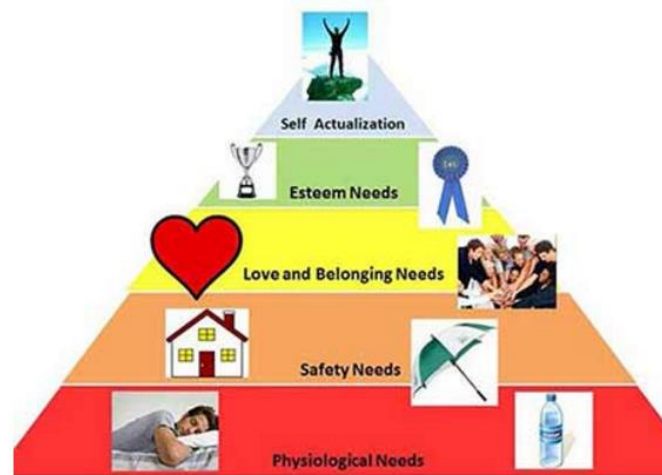 Self Actualization
Esteem Needs
Love and Belonging Needs
Safety Needs
Physiological Needs